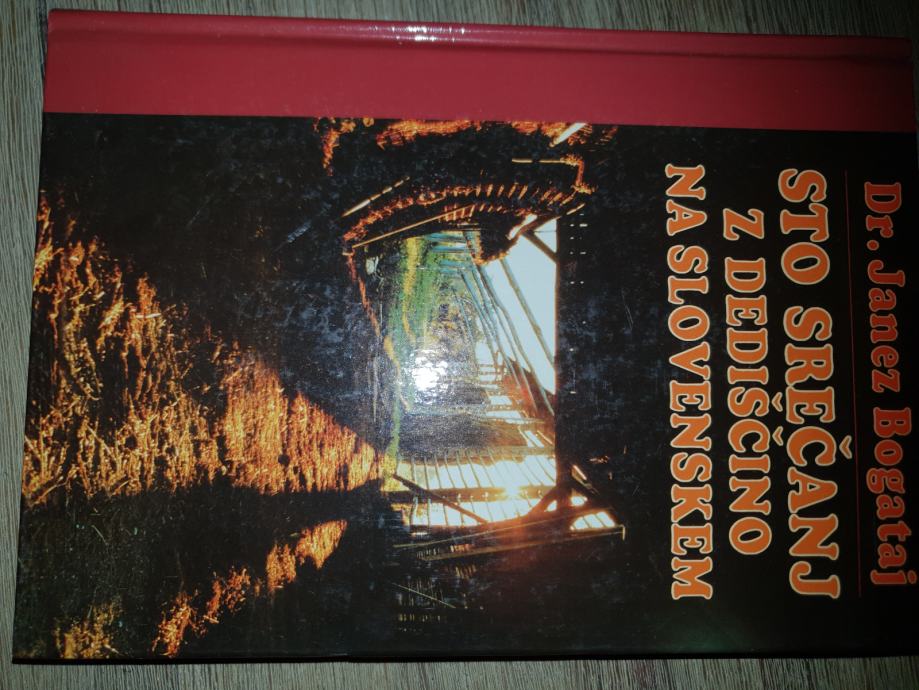 Dr. Janez Bogataj
STO SREČANJ
Z DEDIŠČINO
NA SLOVENSKEM